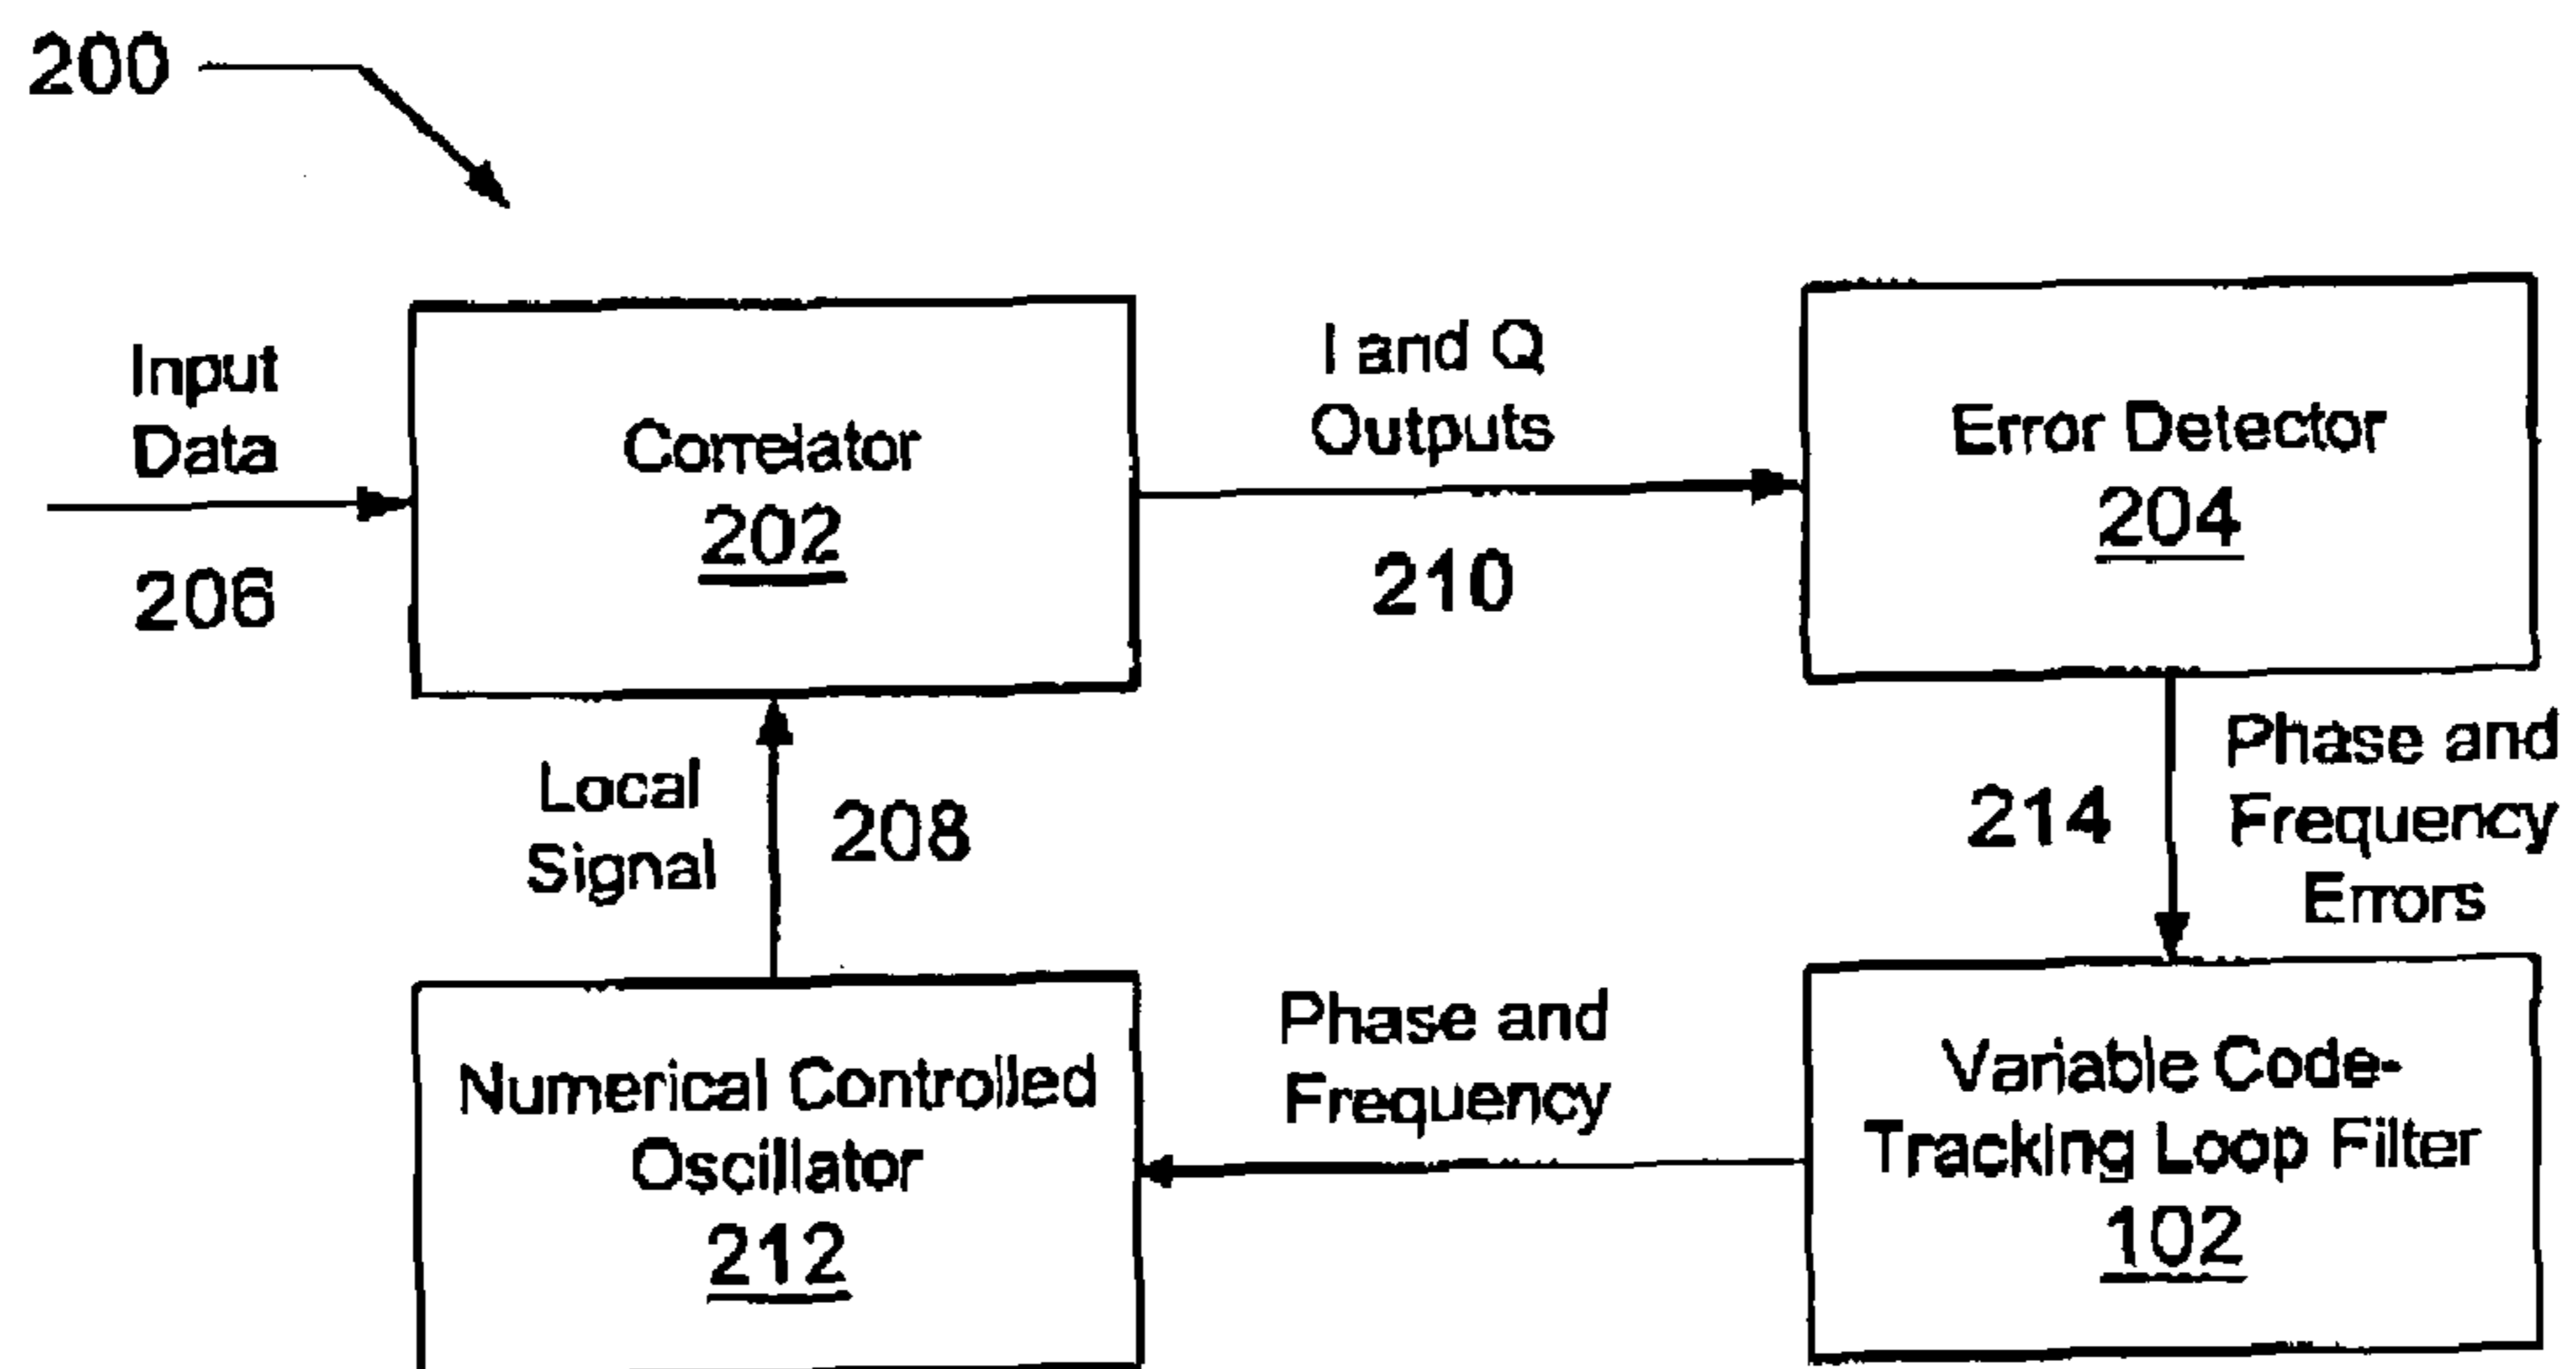 200
Input
Data
206
Correlator
202
I and Q
Outputs
210
Error Detector
204
Local
Signal
208
214
Phase and
Frequency
Errors
Numerical Controlled
Oscillator
212
Phase and
Frequency
Variable Code-
Tracking Loop Filter
102